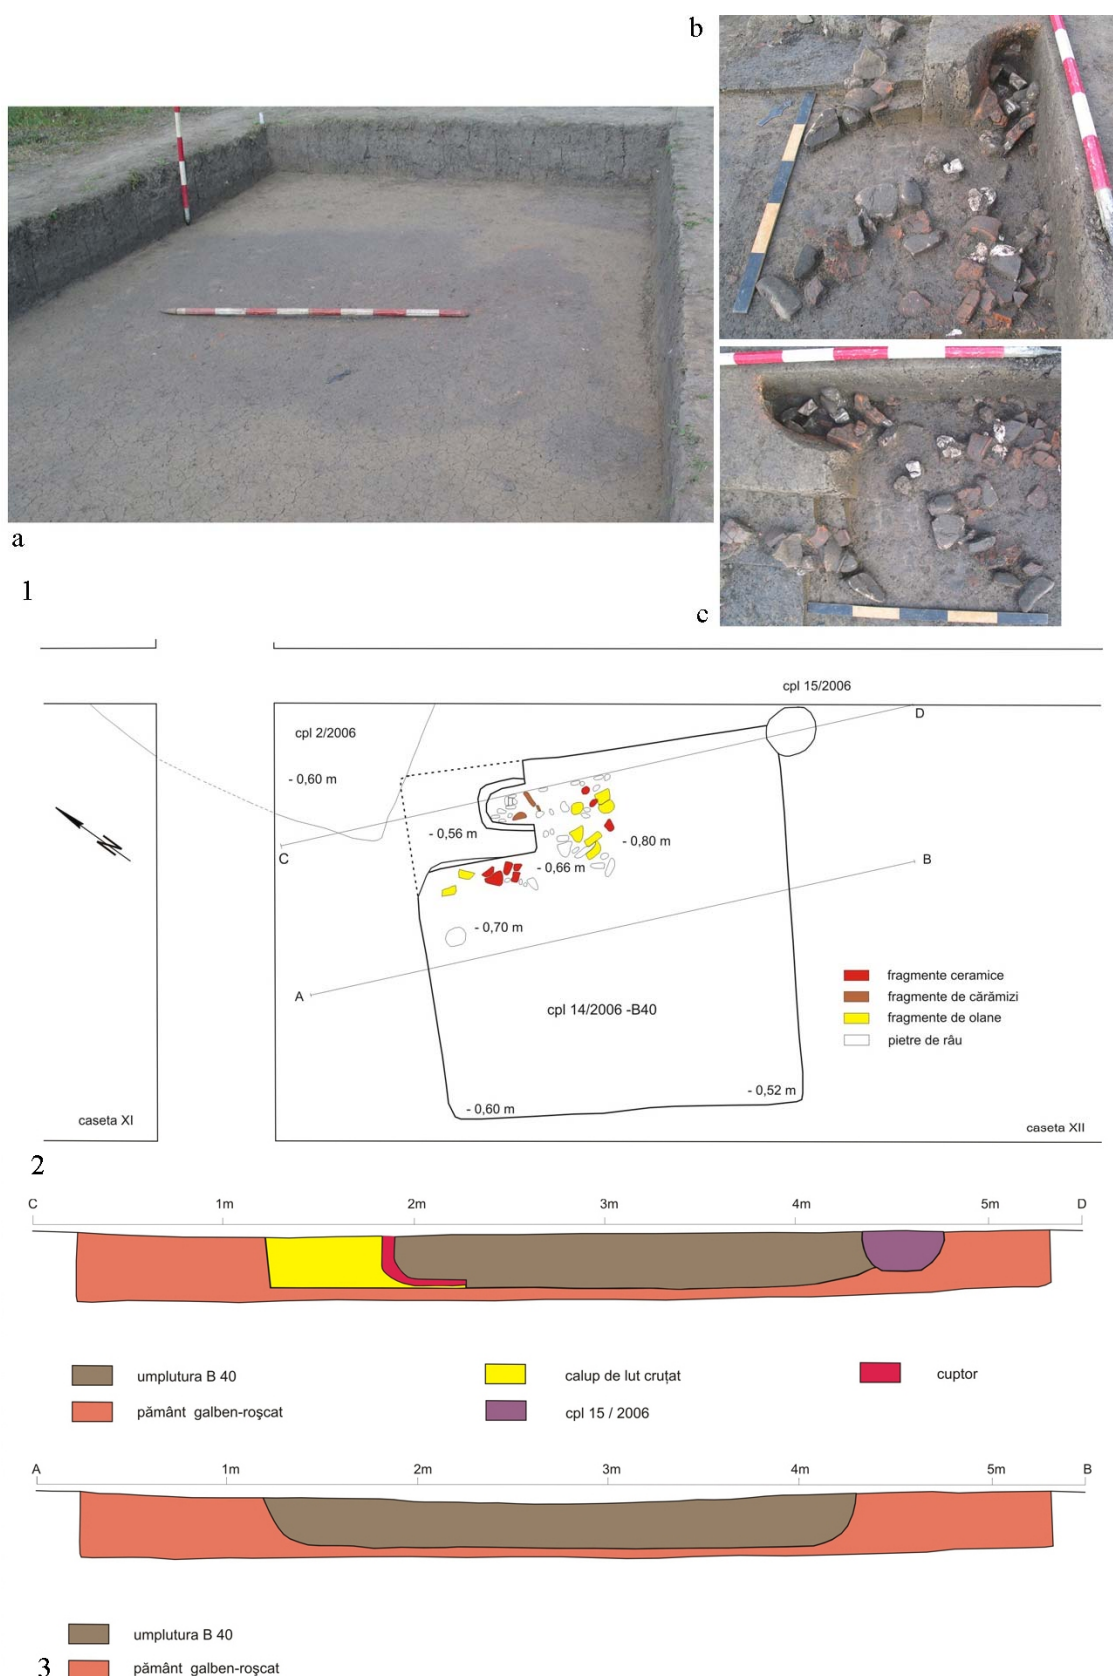 b
a
c
1
cpl 15/2006
D
cpl 2/2006
- 0,60 m
N
- 0,56 m
- 0,80 m
C
B
- 0,66 m
- 0,70 m
A
fragmente ceramice
fragmente de cărămizi
fragmente de olane
pietre de râu
cpl 14/2006 -B40
- 0,52 m
- 0,60 m
caseta XI
caseta XII
2
C 1m 2m 3m 4m 5m D
umplutura B 40
calup de lut cruțat
cuptor
pământ galben-roşcat
cpl 15 / 2006
A 1m 2m 3m 4m 5m B
umplutura B 40
3
pământ galben-roşcat